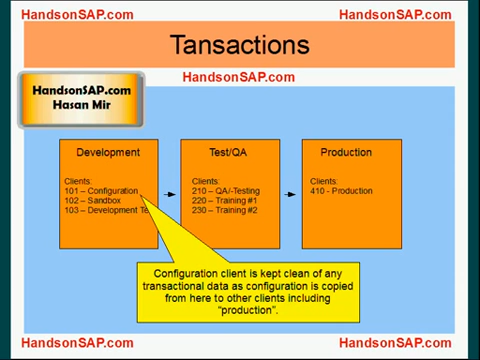 HandsonSAP.com HandsonSAP.com
Tansactions
HandsonSAP.com
HandsonSAP.com
Hasan Mir
Development
Clients:
101 – Configuration
102 – Sandbox
103 – Development
Test/QA
Clients:
210 – QA/-Testing
220 – Training #1
230 – Training #2
Production
Clients:
410 - Production
Configuration client is kept clean of any
transactional data as configuration is copied
from here to other clients including
“production”.
HandsonSAP.com HandsonSAP.com